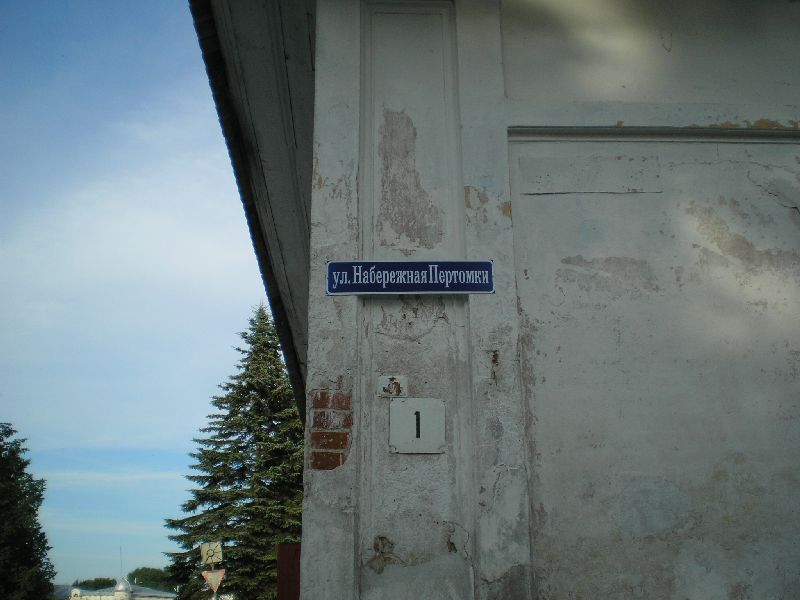 ул. Набережная Пертомки
1